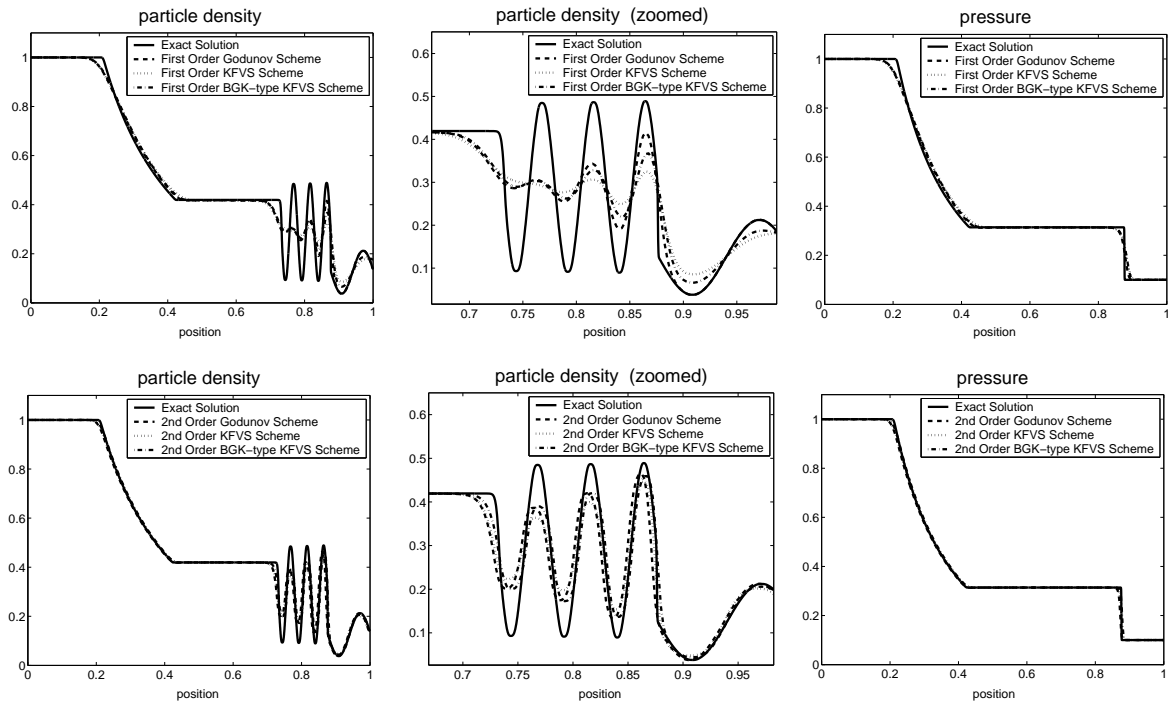 particle density
Exact Solution
First Order Godunov Scheme
First Order KFVS Scheme
First Order BGK−type KFVS Scheme
1
0.8
0.6
0.4
0.2
0
0 0.2 0.4 0.6 0.8 1
position
particle density (zoomed)
Exact Solution
First Order Godunov Scheme
First Order KFVS Scheme
First Order BGK−type KFVS Scheme
0.6
0.5
0.4
0.3
0.2
0.1
0.7 0.75 0.8 0.85 0.9 0.95
position
pressure
Exact Solution
First Order Godunov Scheme
First Order KFVS Scheme
First Order BGK−type KFVS Scheme
1
0.8
0.6
0.4
0.2
0
0 0.2 0.4 0.6 0.8 1
position
particle density
Exact Solution
2nd Order Godunov Scheme
2nd Order KFVS Scheme
2nd Order BGK−type KFVS Scheme
1
0.8
0.6
0.4
0.2
0
0 0.2 0.4 0.6 0.8 1
position
particle density (zoomed)
Exact Solution
2nd Order Godunov Scheme
2nd Order KFVS Scheme
2nd Order BGK−type KFVS Scheme
0.6
0.5
0.4
0.3
0.2
0.1
0.7 0.75 0.8 0.85 0.9 0.95
position
pressure
Exact Solution
2nd Order Godunov Scheme
2nd Order KFVS Scheme
2nd Order BGK−type KFVS Scheme
1
0.8
0.6
0.4
0.2
0
0 0.2 0.4 0.6 0.8 1
position